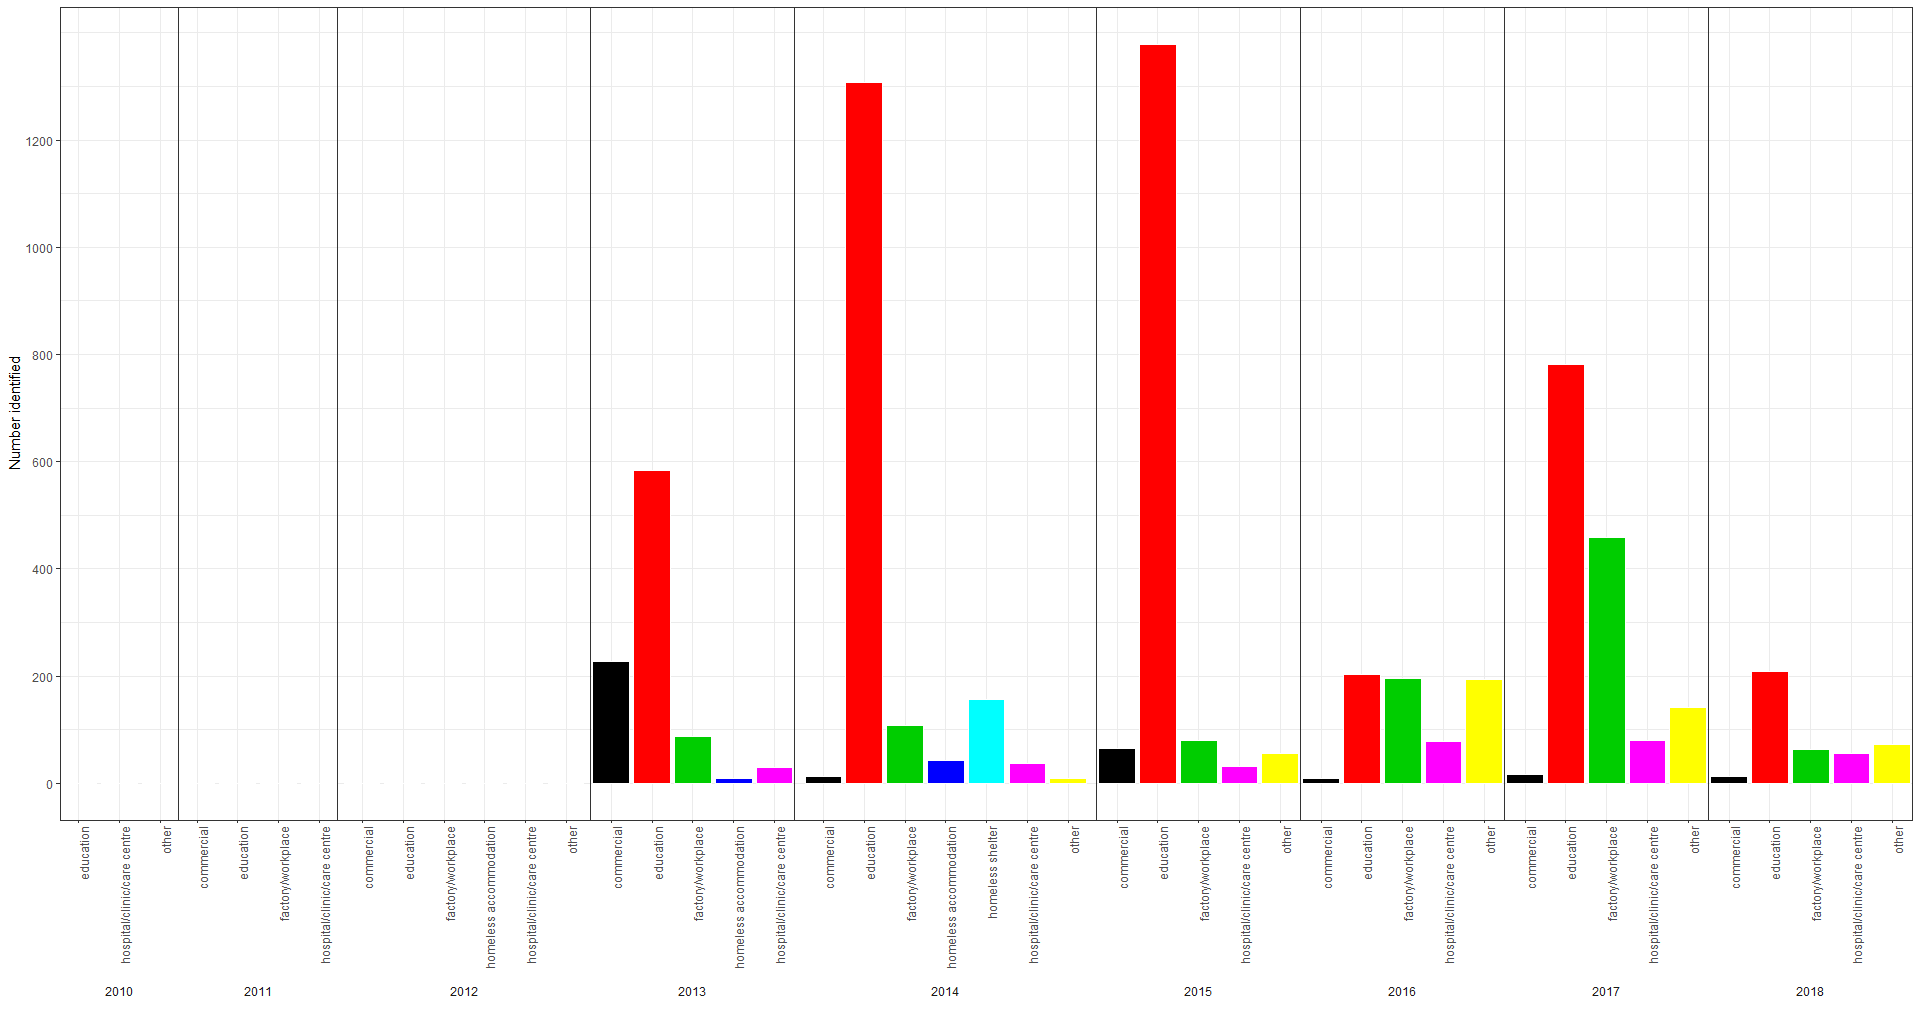 Number identified
1200
1000
800
600
400
200
0
education
hospital/clinic/care centre
other
commercial
education
factory/workplace
hospital/clinic/care centre
commercial
education
factory/workplace
homeless accommodation
hospital/clinic/care centre
other
commercial
education
factory/workplace
homeless accommodation
hospital/clinic/care centre
commercial
education
factory/workplace
homeless accommodation
homeless shelter
hospital/clinic/care centre
other
commercial
education
factory/workplace
hospital/clinic/care centre
other
commercial
education
factory/workplace
hospital/clinic/care centre
other
commercial
education
factory/workplace
hospital/clinic/care centre
other
commercial
education
factory/workplace
hospital/clinic/care centre
other
2010
2011
2012
2013
2014
2015
2016
2017
2018